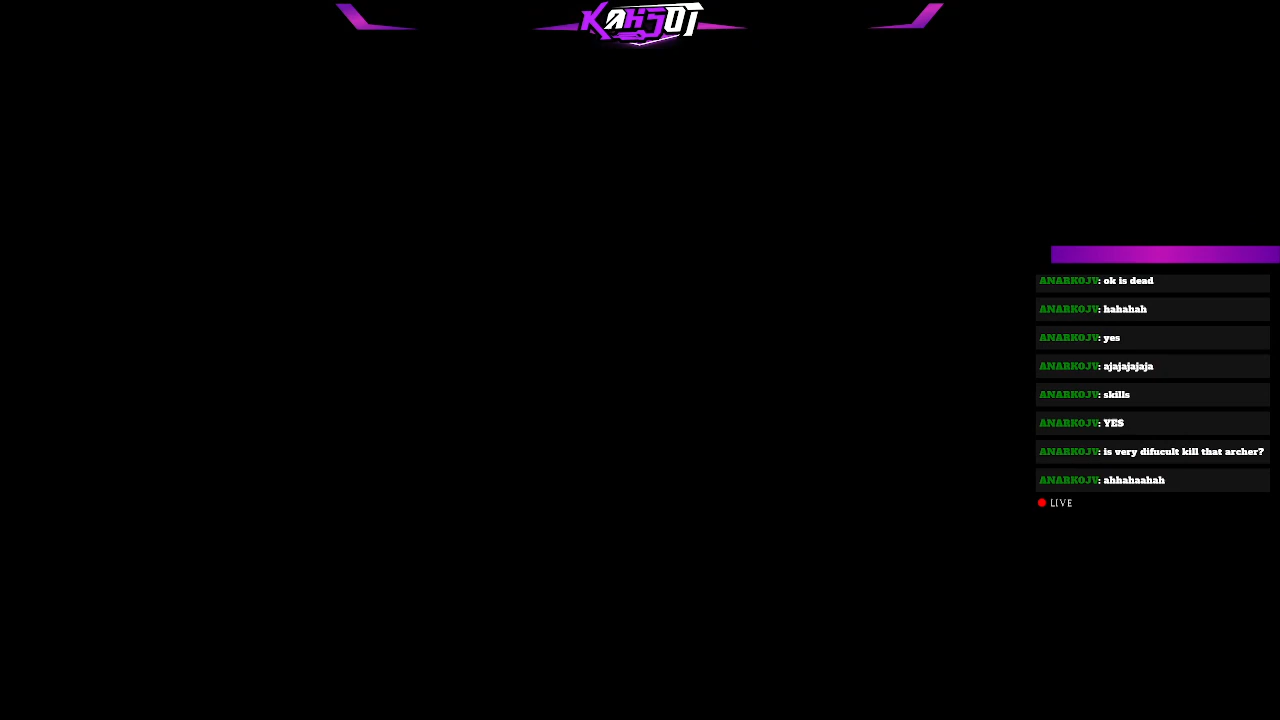 KAHSOT
ANARKOJV: ok is dead
ANARKOJV: hahahah
ANARKOJV: yes
ANARKOJV: ajajajajaja
ANARKOJV: skills
ANARKOJV: YES
ANARKOJV: is very difucult kill that archer?
ANARKOJV: ahhahaahah
LIVE